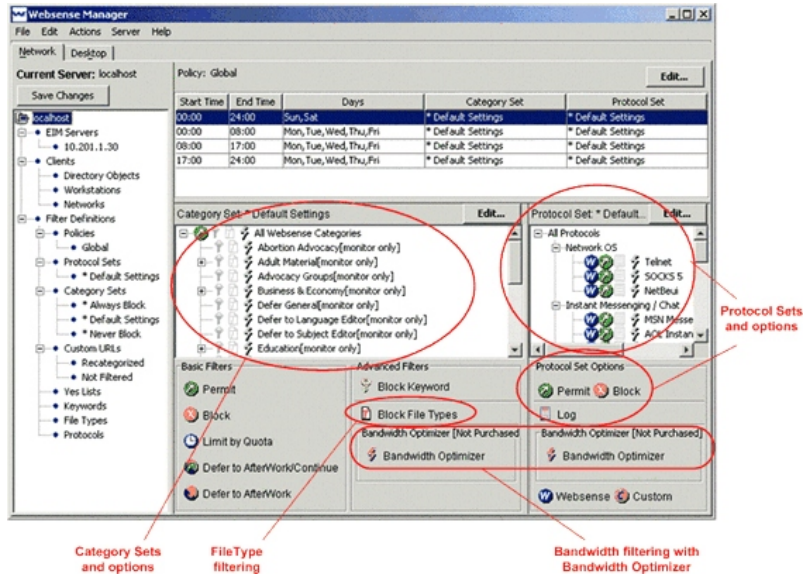 Websense Manager
File Edit Actions Server Help
Network Desktop
Current Server: localhost
Save Changes
localhost
EIM Servers
10.201.1.30
Clients
Directory Objects
Workstations
Networks
Filter Definitions
Policies
Global
Protocol Sets
* Default Settings
Category Sets
* Always Block
* Default Settings
* Never Block
Custom URLs
Recategorized
Not Filtered
Yes Lists
Keywords
File Types
Protocols
Policy: Global
Edit...
Start Time End Time Days Category Set Protocol Set
00:00 24:00 Sun,Sat * Default Settings * Default Settings
00:00 08:00 Mon,Tue,Wed,Thu,Fri * Default Settings * Default Settings
08:00 17:00 Mon,Tue,Wed,Thu,Fri * Default Settings * Default Settings
17:00 24:00 Mon,Tue,Wed,Thu,Fri * Default Settings * Default Settings
Category Set: * Default Settings Edit...
All Websense Categories
Abortion Advocacy[monitor only]
Adult Material[monitor only]
Advocacy Groups[monitor only]
Business & Economy[monitor only]
Defer General[monitor only]
Defer to Language Editor[monitor only]
Defer to Subject Editor[monitor only]
Education[monitor only]
Protocol Set: * Default... Edit...
All Protocols
Network OS
Telnet
SOCKS 5
NetBeui
Instant Messenging / Chat
MSN Messe
AOL Instan
Basic Filters
Permit
Block
Limit by Quota
Defer to AfterWork/Continue
Defer to AfterWork
Advanced Filters
Block Keyword
Block File Types
Bandwidth Optimizer [Not Purchased
Bandwidth Optimizer
Protocol Set Options
Permit Block
Log
Bandwidth Optimizer [Not Purchased]
Bandwidth Optimizer
Websense Custom
Protocol Sets
and options
Category Sets
and options
FileType
filtering
Bandwidth filtering with
Bandwidth Optimizer